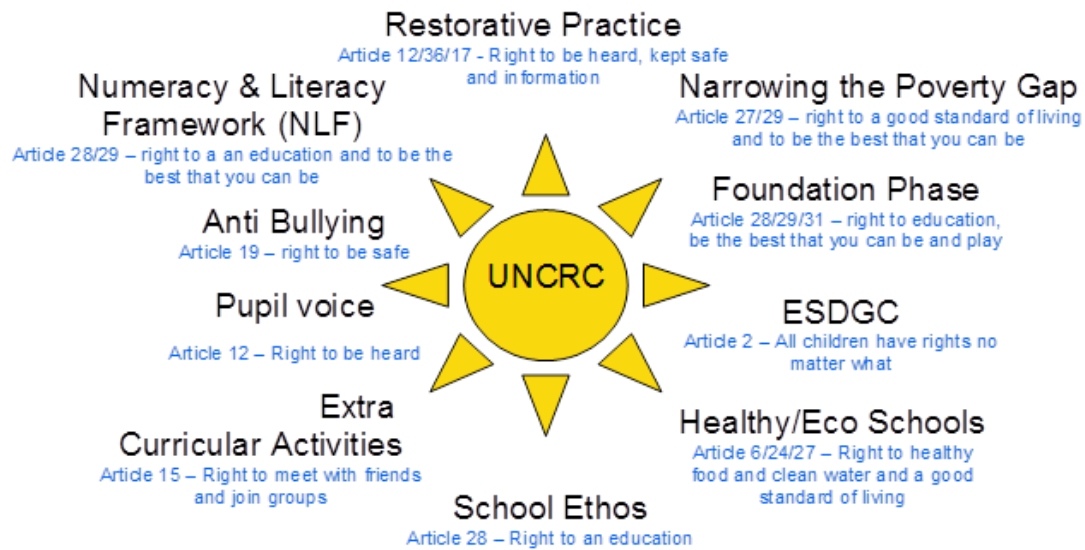 Restorative Practice
Article 12/36/17 - Right to be heard, kept safe
and information
Numeracy & Literacy
Framework (NLF)
Article 28/29 – right to a an education and to be the
best that you can be
Narrowing the Poverty Gap
Article 27/29 – right to a good standard of living
and to be the best that you can be
Anti Bullying
Article 19 – right to be safe
Foundation Phase
Article 28/29/31 – right to education,
be the best that you can be and play
UNCRC
Pupil voice
Article 12 – Right to be heard
ESDGC
Article 2 – All children have rights no
matter what
Extra
Curricular Activities
Article 15 – Right to meet with friends
and join groups
Healthy/Eco Schools
Article 6/24/27 – Right to healthy
food and clean water and a good
standard of living
School Ethos
Article 28 – Right to an education